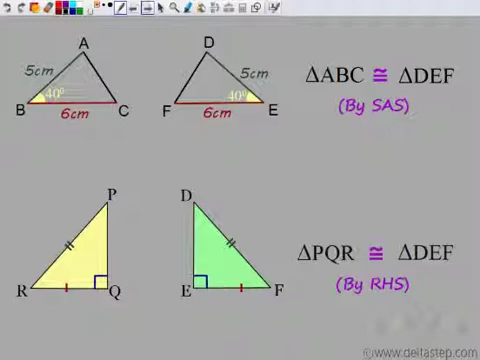 A D
5cm 5cm
40° 40°
B 6cm C F 6cm E
ΔABC ≅ ΔDEF
(By SAS)
P D
R Q E F
ΔPQR ≅ ΔDEF
(By RHS)
©www.deltastep.com